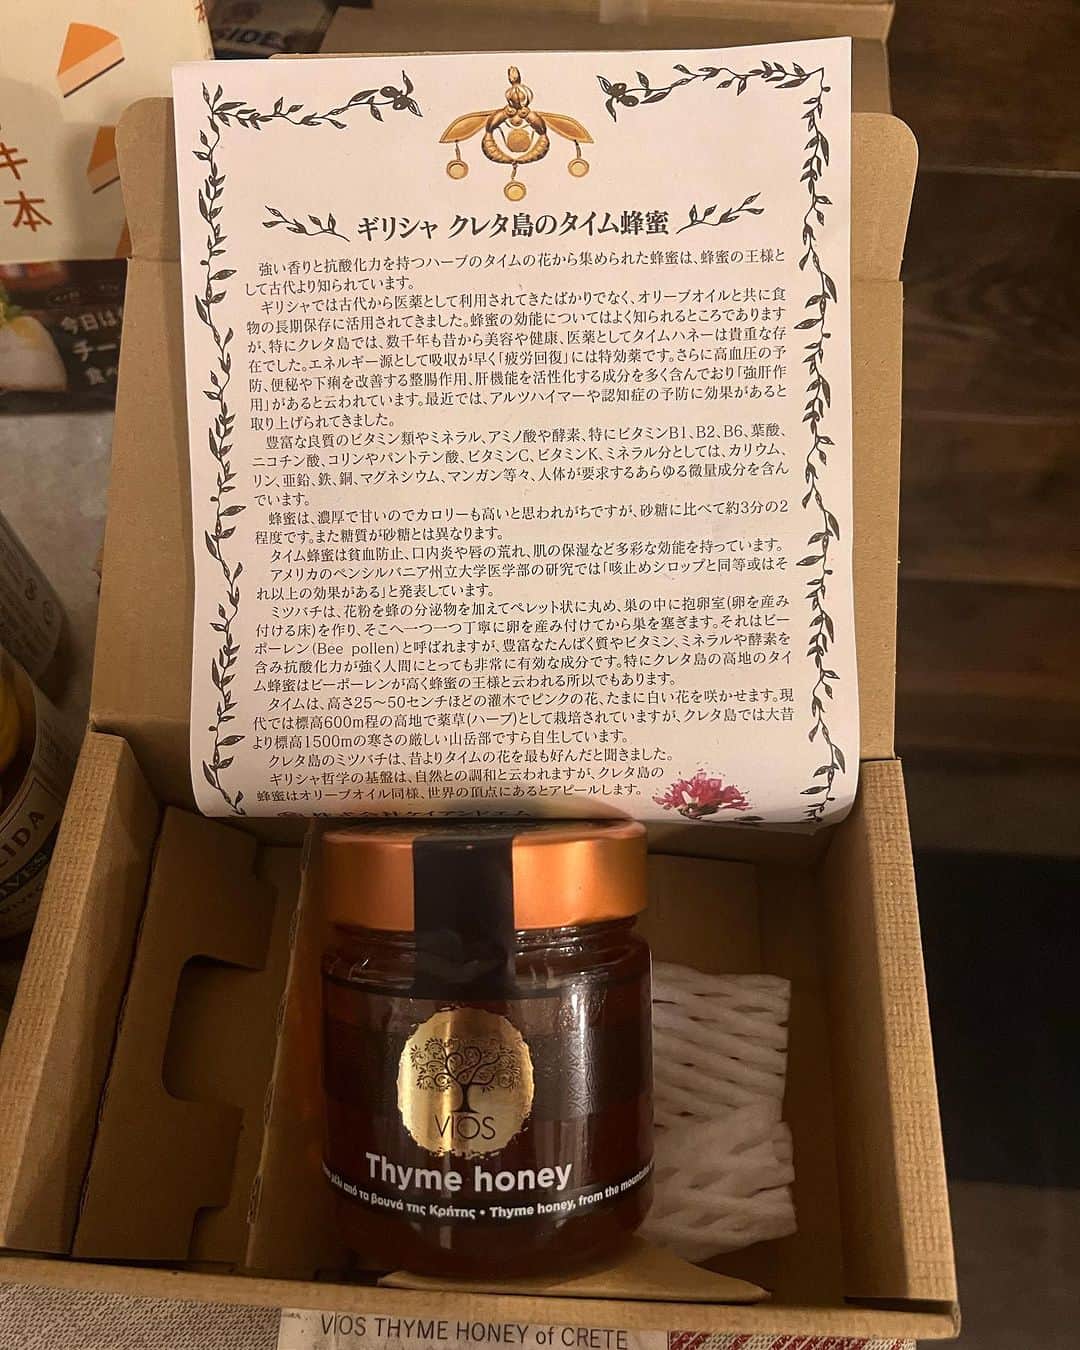 本
キ
本
SIDES
今日は
チー
食べ
ギリシャ クレタ島のタイム蜂蜜
強い香りと抗酸化力を持つハーブのタイムの花から集められた蜂蜜は、蜂蜜の王様と
して古代より知られています。
ギリシャでは古代から医薬として利用されてきたばかりでなく、オリーブオイルと共に食
物の長期保存に活用されてきました。蜂蜜の効能についてはよく知られるところであります
が、特にクレタ島では、数千年も昔から美容や健康、医薬としてタイムハネーは貴重な存
在でした。エネルギー源として吸収が早く「疲労回復」には特効薬です。さらに高血圧の予
防、便秘や下痢を改善する整腸作用、肝機能を活性化する成分を多く含んでおり「強肝作
用」があると云われています。最近では、アルツハイマーや認知症の予防に効果があると
取り上げられてきました。
豊富な良質のビタミン類やミネラル、アミノ酸や酵素、特にビタミンB1、B2、B6、葉酸、
ニコチン酸、コリンやパントテン酸、ビタミンC、ビタミンK、ミネラル分としては、カリウム、
リン、亜鉛、鉄、銅、マグネシウム、マンガン等々、人体が要求するあらゆる微量成分を含ん
でいます。
蜂蜜は、濃厚で甘いのでカロリーも高いと思われがちですが、砂糖に比べて約3分の2
程度です。また糖質が砂糖とは異なります。
タイム蜂蜜は貧血防止、口内炎や唇の荒れ、肌の保湿など多彩な効能を持っています。
アメリカのペンシルバニア州立大学医学部の研究では「咳止めシロップと同等或はそ
れ以上の効果がある」と発表しています。
ミツバチは、花粉を蜂の分泌物を加えてペレット状に丸め、巣の中に抱卵室(卵を産み
付ける床)を作り、そこへ一つ一つ丁寧に卵を産み付けてから巣を塞ぎます。それはビー
ポーレン(Bee pollen)と呼ばれますが、豊富なたんぱく質やビタミン、ミネラルや酵素を
含み抗酸化力が強く人間にとっても非常に有効な成分です。特にクレタ島の高地のタイ
ム蜂蜜はビーポーレンが高く蜂蜜の王様と云われる所以でもあります。
タイムは、高さ25〜50センチほどの灌木でピンクの花、たまに白い花を咲かせます。現
代では標高600m程の高地で薬草(ハーブ)として栽培されていますが、クレタ島では大昔
より標高1500mの寒さの厳しい山岳部ですら自生しています。
クレタ島のミツバチは、昔よりタイムの花を最も好んだと聞きました。
ギリシャ哲学の基盤は、自然との調和と云われますが、クレタ島の
蜂蜜はオリーブオイル同様、世界の頂点にあるとアピールします。
株式会社ケイアンドエム
LIDA
VIOS
Thyme honey
μέλι από τα βουνά της Κρήτης • Thyme honey, from the mountains
VIOS THYME HONEY of CRETE